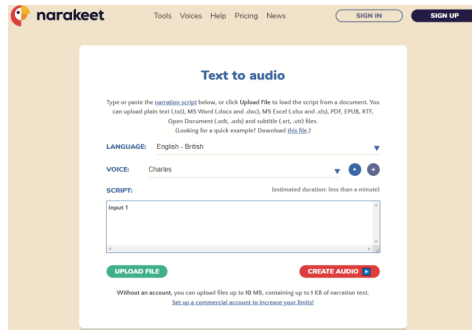 narakeet
Tools Voices Help Pricing News
SIGN IN
SIGN UP
Text to audio
Type or paste the narration script below, or click Upload File to load the script from a document. You
can upload plain text (.txt), MS Word (.docx and .doc), MS Excel (.xlsx and .xls), PDF, EPUB, RTF,
Open Document (.odt, .ods) and subtitle (.srt, .vtt) files.
(Looking for a quick example? Download this file.)
LANGUAGE: English - British
VOICE: Charles
SCRIPT: (estimated duration: less than a minute)
Input 1
UPLOAD FILE
CREATE AUDIO
Without an account, you can upload files up to 10 MB, containing up to 1 KB of narration text.
Set up a commercial account to increase your limits!